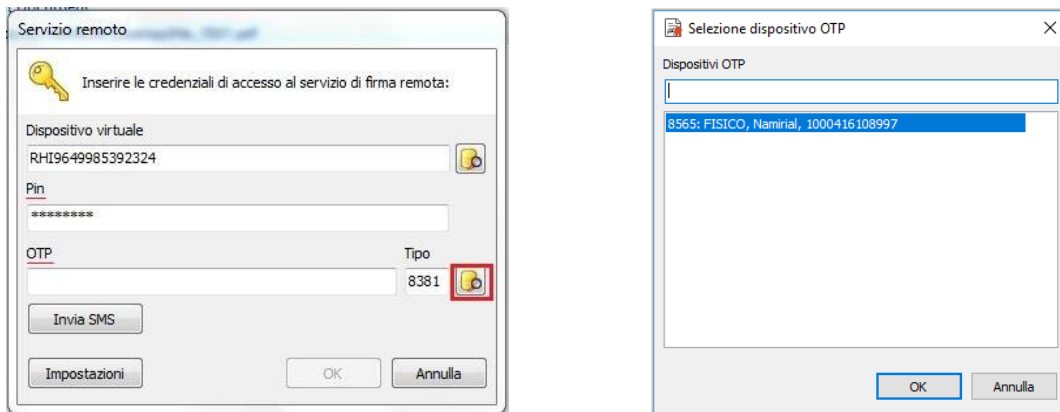 Servizio remoto
Inserire le credenziali di accesso al servizio di firma remota:
Dispositivo virtuale
RHI9649985392324
Pin
********
OTP Tipo
8381
Invia SMS
Impostazioni OK Annulla
Selezione dispositivo OTP
Dispositivi OTP
8565: FISICO, Namirial, 1000416108997
OK Annulla